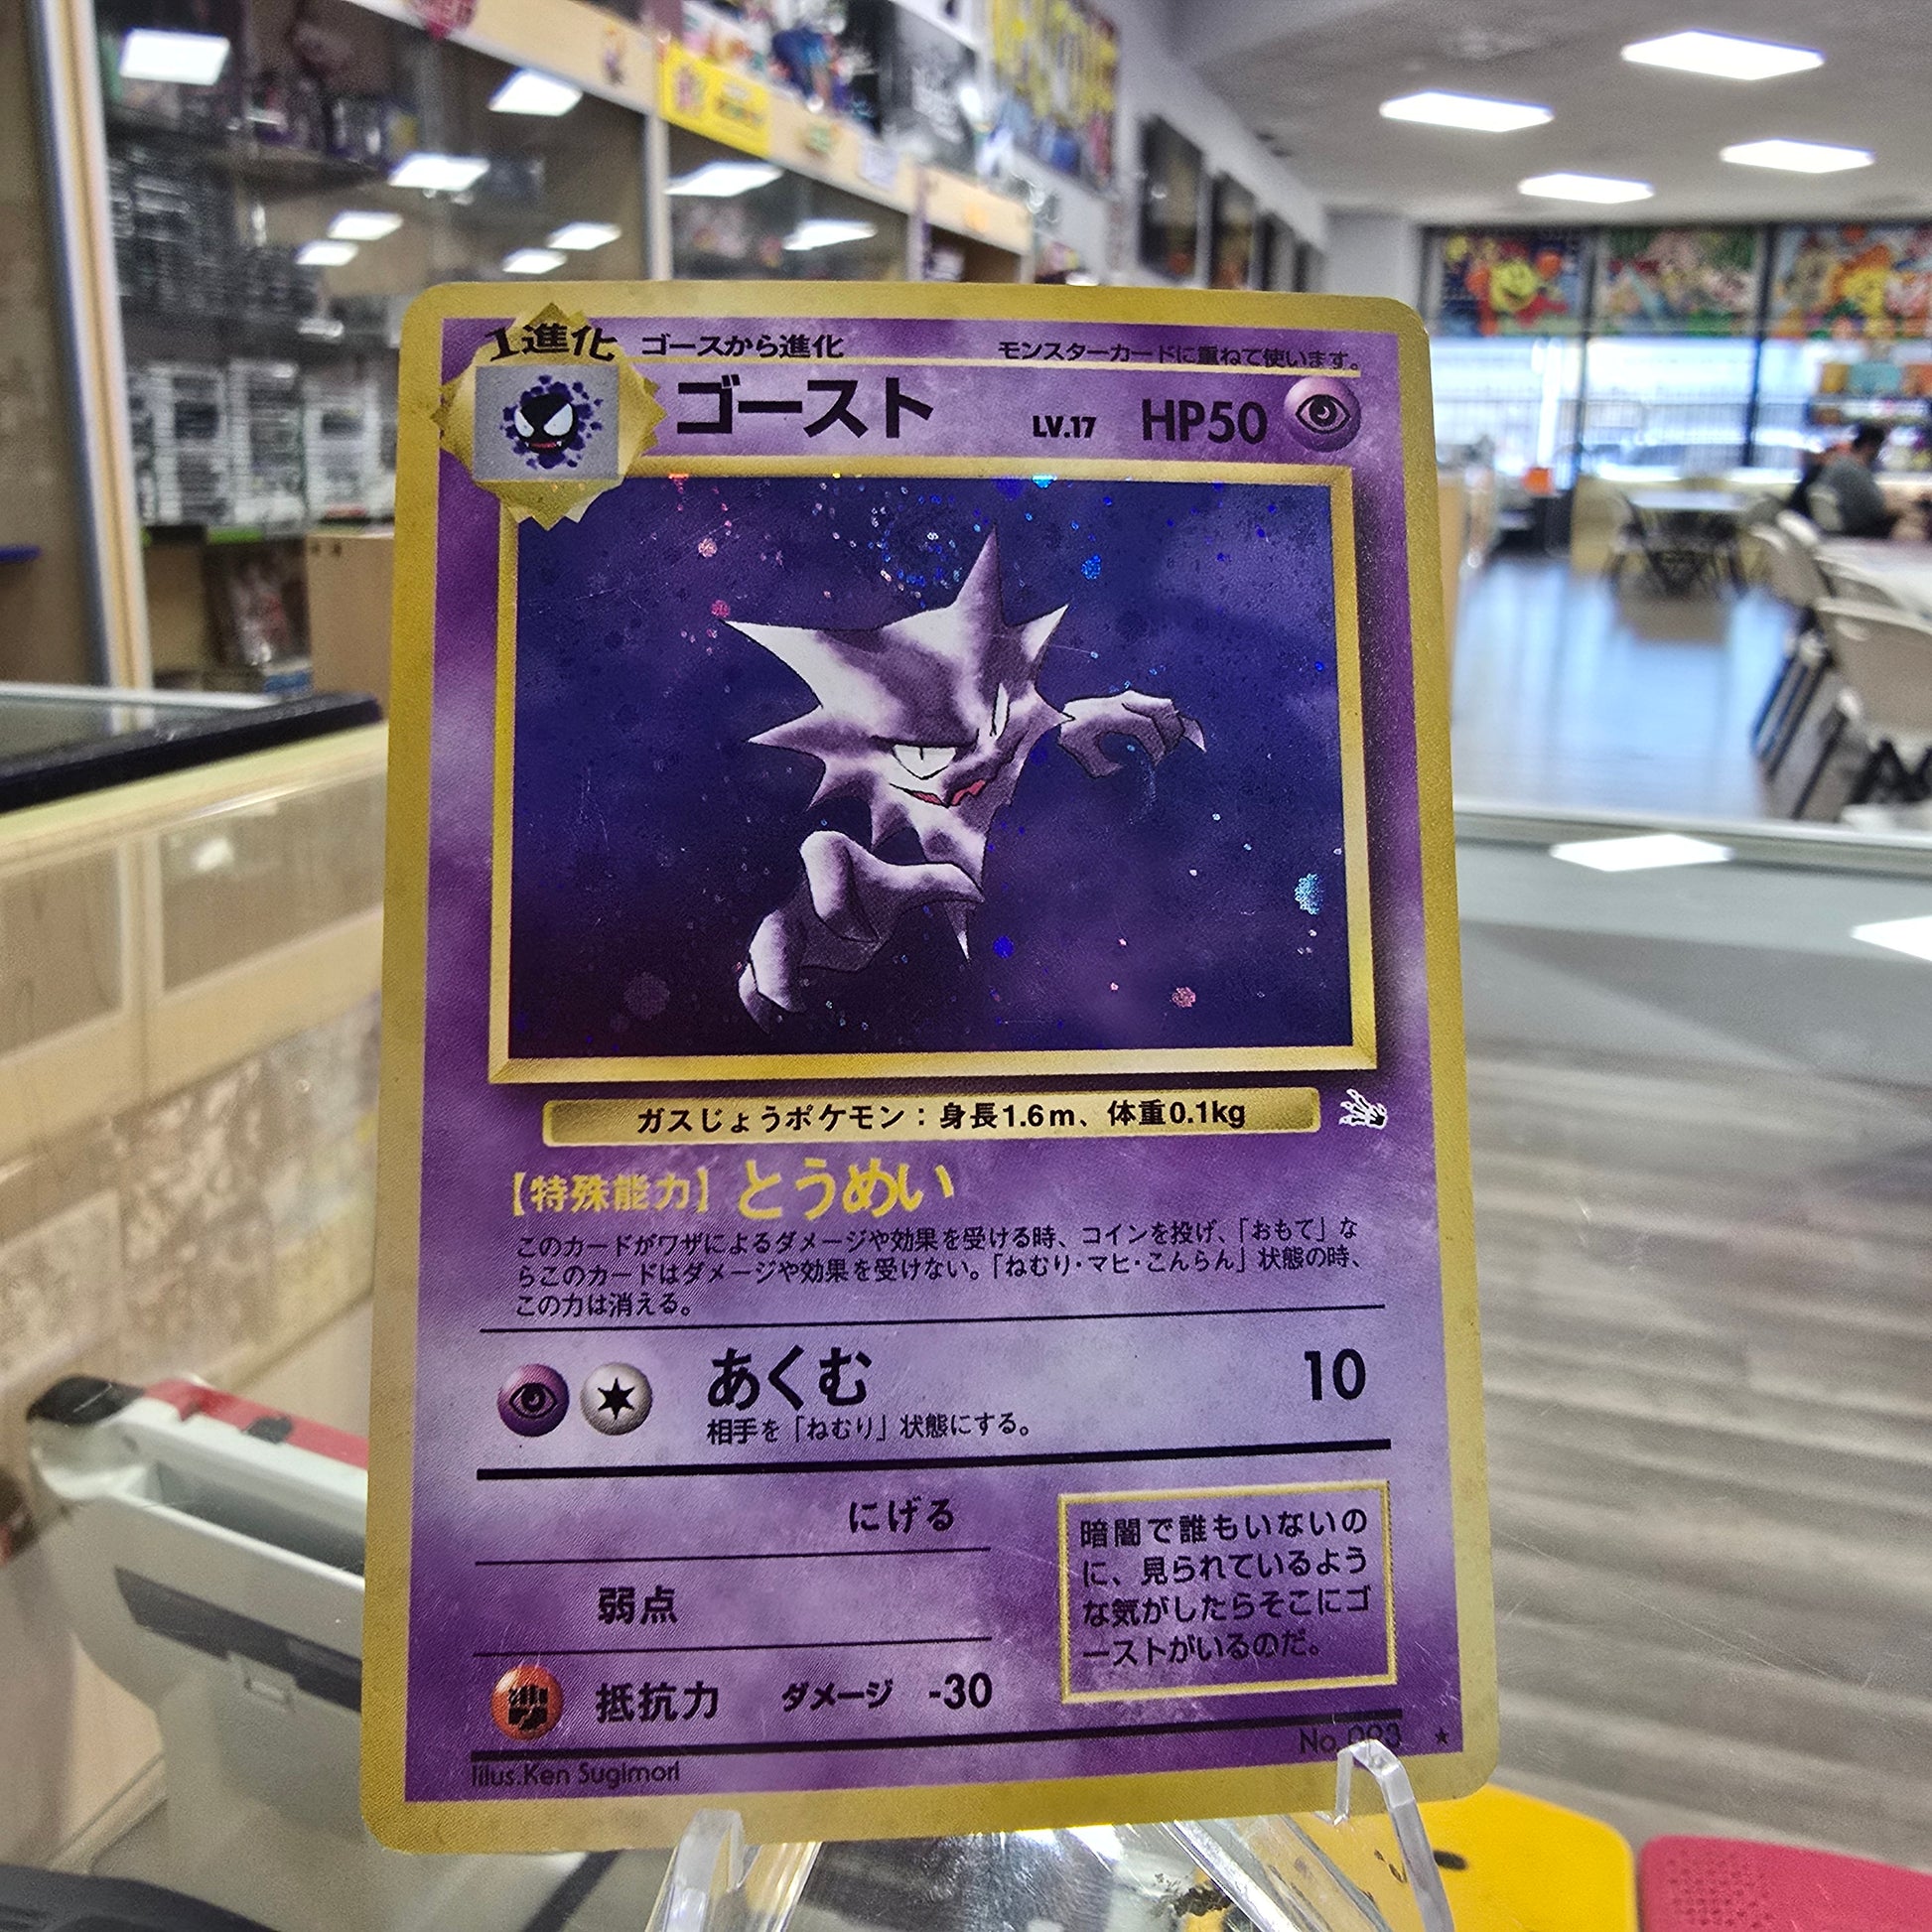 1進化
ゴースから進化
モンスターカードに重ねて使います。
ゴースト
LV.17 HP50
ガスじょうポケモン：身長1.6m、体重0.1kg
【特殊能力】とうめい
このカードがワザによるダメージや効果を受ける時、コインを投げ、「おもて」な
らこのカードはダメージや効果を受けない。「ねむり・マヒ・こんらん」状態の時、
この力は消える。
あくむ 10
相手を「ねむり」状態にする。
にげる
弱点
抵抗力 ダメージ -30
暗闇で誰もいないの
に、見られているよう
な気がしたらそこにゴ
ーストがいるのだ。
No.093 ★
Illus.Ken Sugimori